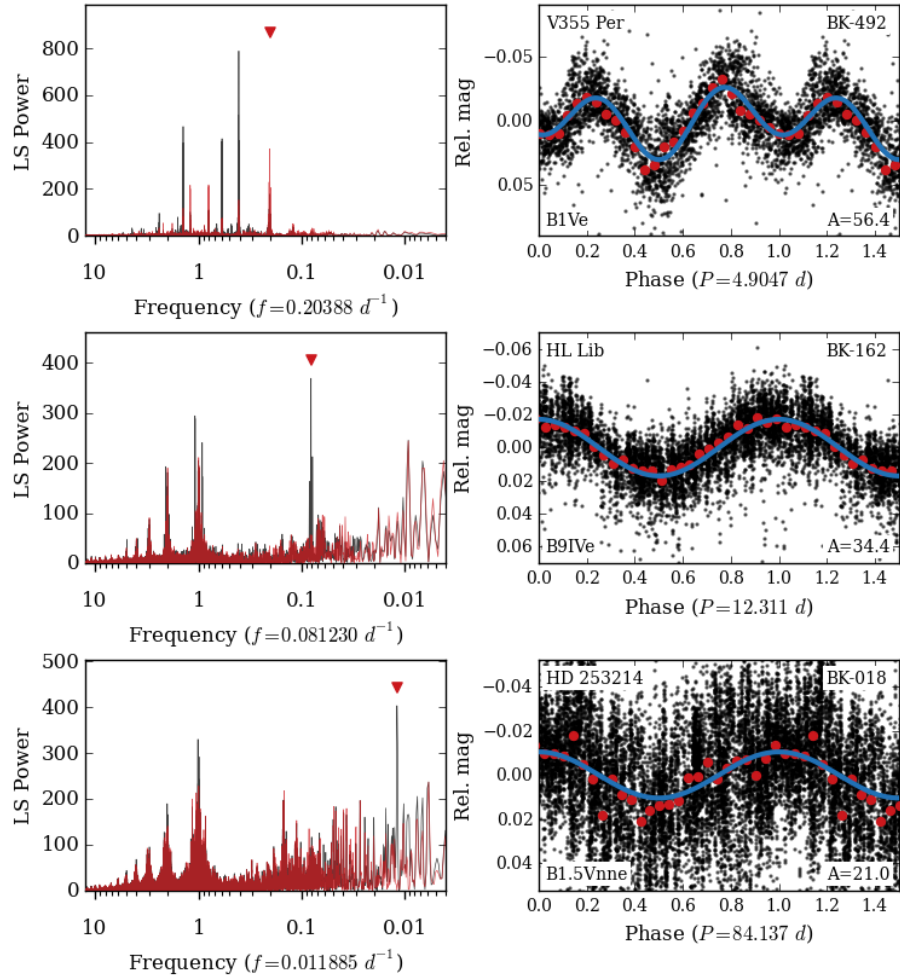 800
600
400
200
0
LS Power
10
1
0.1
0.01
Frequency (f=0.20388 d⁻¹)
V355 Per
BK-492
−0.05
0.00
0.05
Rel. mag
B1Ve
A=56.4
0.0
0.2
0.4
0.6
0.8
1.0
1.2
1.4
Phase (P=4.9047 d)
400
300
200
100
0
LS Power
10
1
0.1
0.01
Frequency (f=0.081230 d⁻¹)
HL Lib
BK-162
−0.06
−0.04
−0.02
0.00
0.02
0.04
0.06
Rel. mag
B9IVe
A=34.4
0.0
0.2
0.4
0.6
0.8
1.0
1.2
1.4
Phase (P=12.311 d)
500
400
300
200
100
0
LS Power
10
1
0.1
0.01
Frequency (f=0.011885 d⁻¹)
HD 253214
BK-018
−0.04
−0.02
0.00
0.02
0.04
Rel. mag
B1.5Vnne
A=21.0
0.0
0.2
0.4
0.6
0.8
1.0
1.2
1.4
Phase (P=84.137 d)